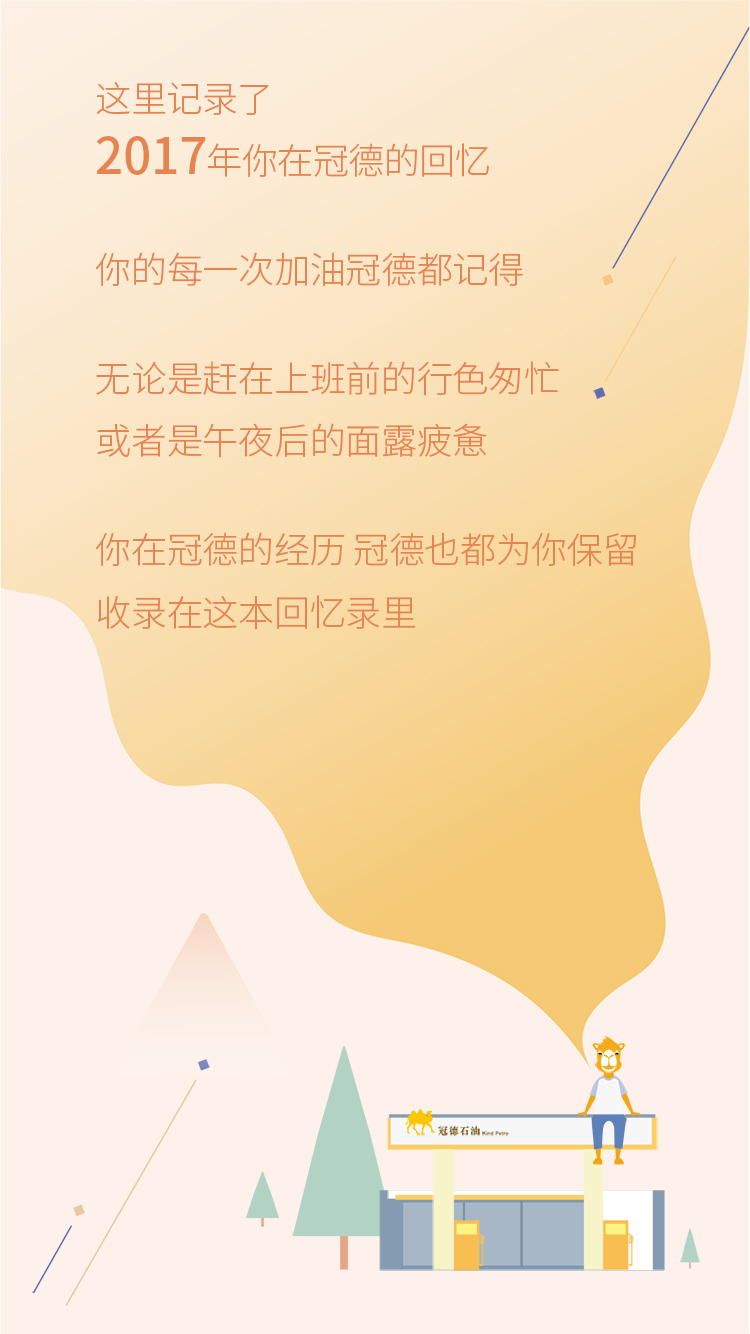 这里记录了
2017年你在冠德的回忆
你的每一次加油冠德都记得
无论是赶在上班前的行色匆忙
或者是午夜后的面露疲惫
你在冠德的经历 冠德也都为你保留
收录在这本回忆录里
冠德石油 Kind Petro